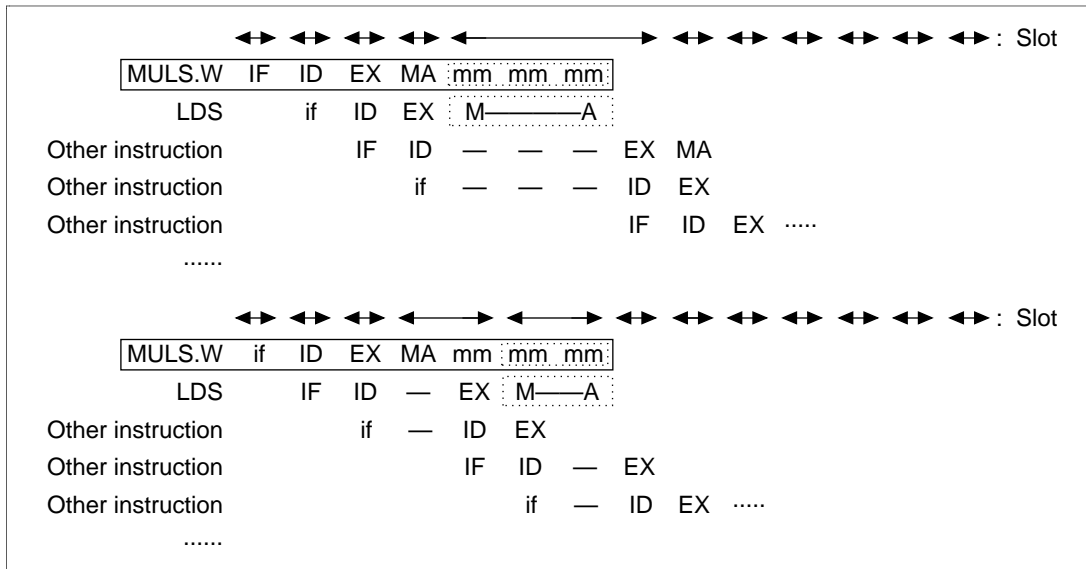 : Slot
MULS.W IF ID EX MA mm mm mm
LDS if ID EX M————A
Other instruction IF ID — — — EX MA
Other instruction if — — — ID EX
Other instruction IF ID EX .....
......
: Slot
MULS.W if ID EX MA mm mm mm
LDS IF ID — EX M——A
Other instruction if — ID EX
Other instruction IF ID — EX
Other instruction if — ID EX .....
......